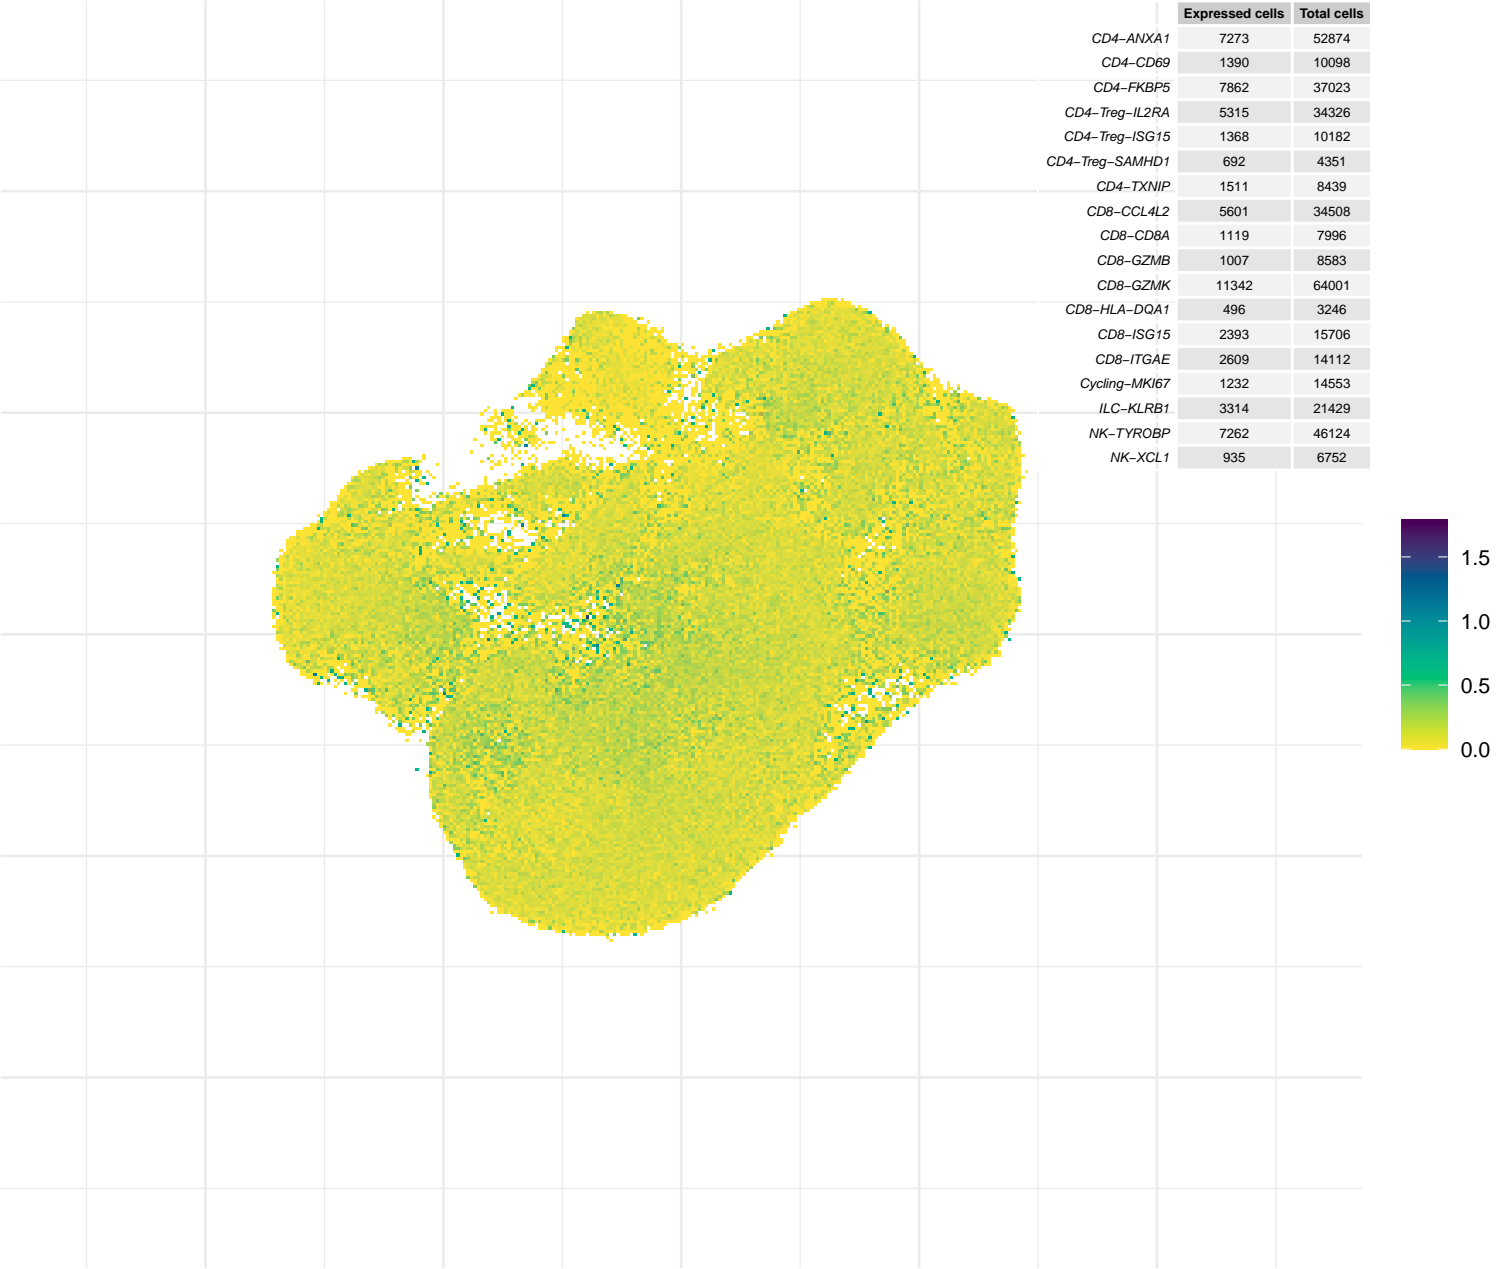 Expressed cells Total cells
CD4−ANXA1 7273 52874
CD4−CD69 1390 10098
CD4−FKBP5 7862 37023
CD4−Treg−IL2RA 5315 34326
CD4−Treg−ISG15 1368 10182
CD4−Treg−SAMHD1 692 4351
CD4−TXNIP 1511 8439
CD8−CCL4L2 5601 34508
CD8−CD8A 1119 7996
CD8−GZMB 1007 8583
CD8−GZMK 11342 64001
CD8−HLA−DQA1 496 3246
CD8−ISG15 2393 15706
CD8−ITGAE 2609 14112
Cycling−MKI67 1232 14553
ILC−KLRB1 3314 21429
NK−TYROBP 7262 46124
NK−XCL1 935 6752
1.5
1.0
0.5
0.0